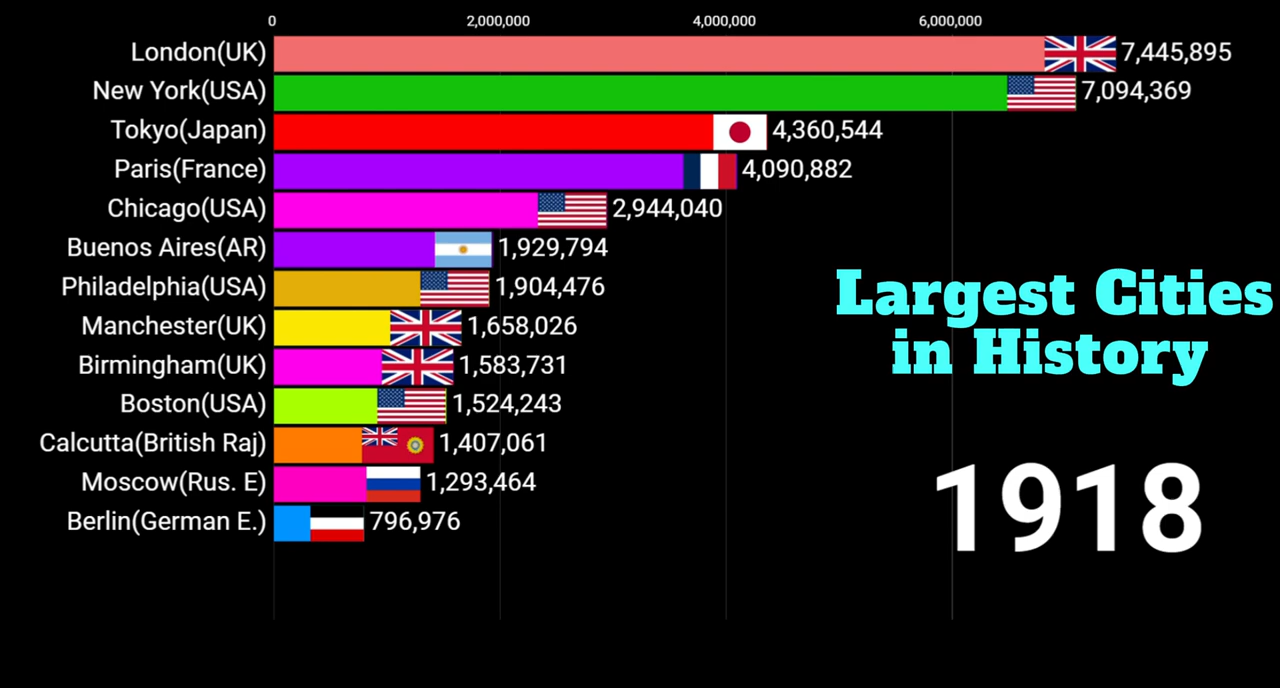 0 2,000,000 4,000,000 6,000,000
London(UK) 7,445,895
New York(USA) 7,094,369
Tokyo(Japan) 4,360,544
Paris(France) 4,090,882
Chicago(USA) 2,944,040
Buenos Aires(AR) 1,929,794
Philadelphia(USA) 1,904,476
Manchester(UK) 1,658,026
Birmingham(UK) 1,583,731
Boston(USA) 1,524,243
Calcutta(British Raj) 1,407,061
Moscow(Rus. E) 1,293,464
Berlin(German E.) 796,976
Largest Cities
in History
1918